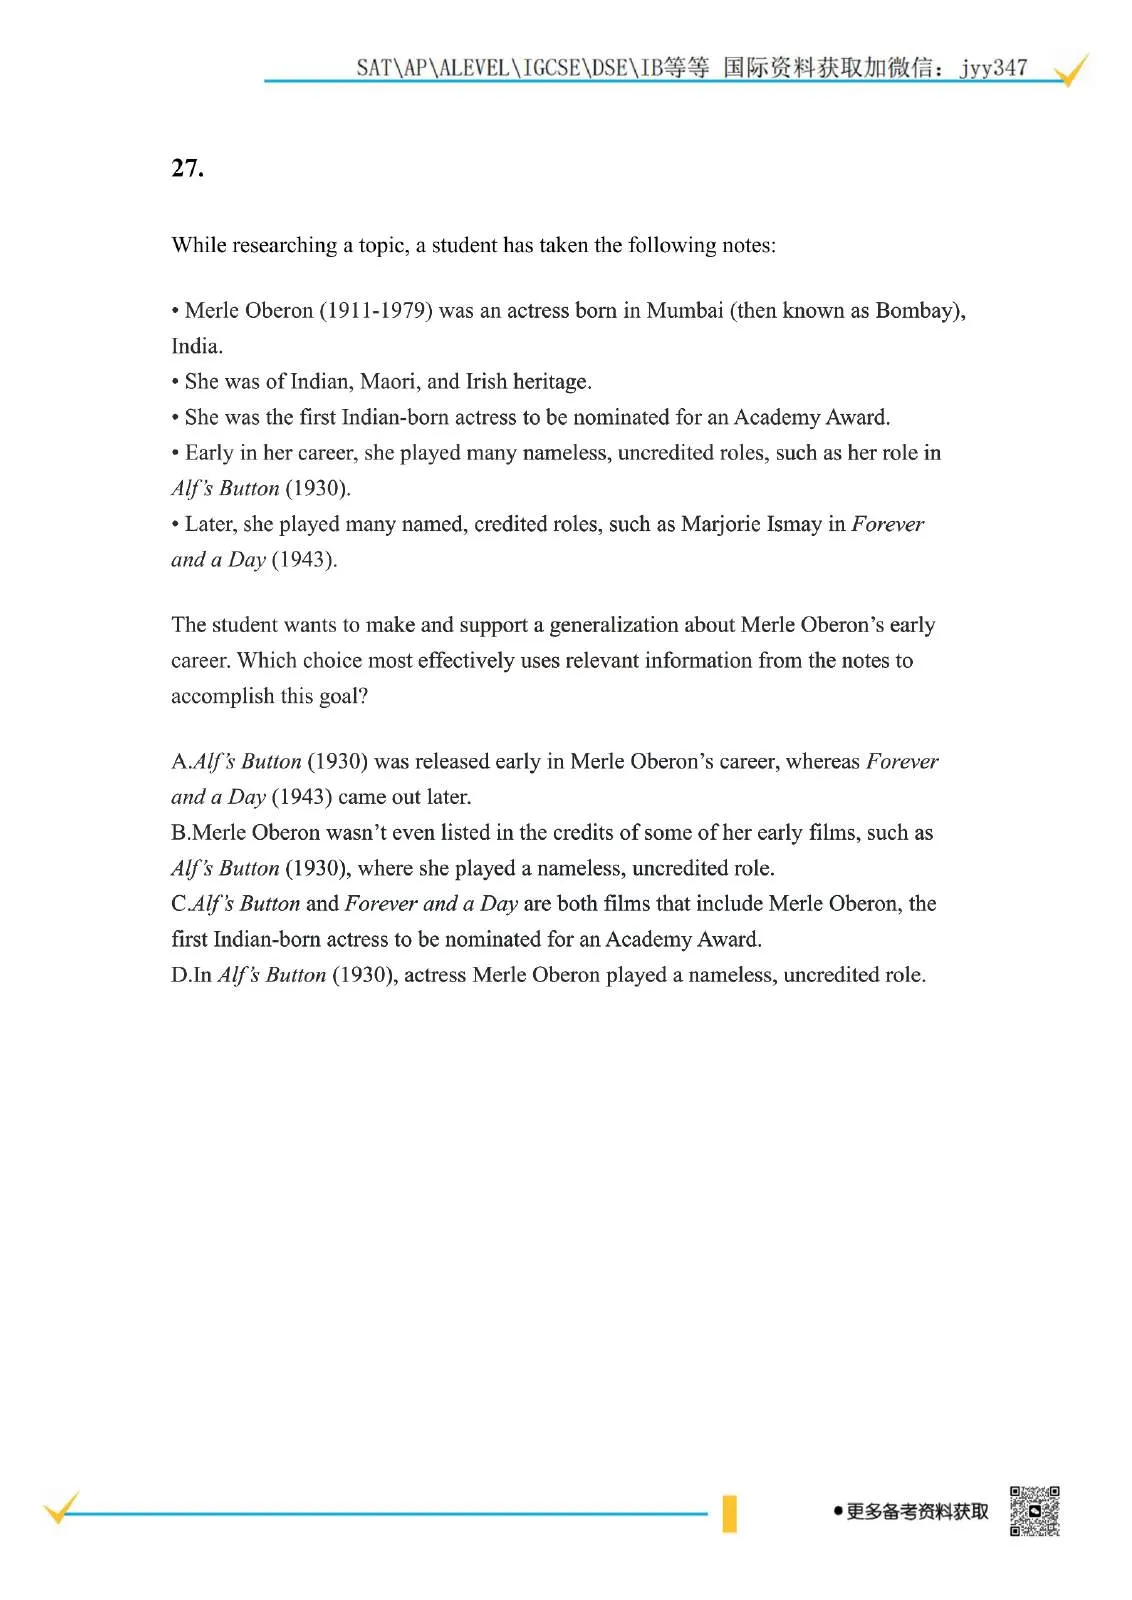 SAT\AP\ALEVEL\IGCSE\DSE\IB等等 国际资料获取加微信：jyy347
27.
While researching a topic, a student has taken the following notes:
• Merle Oberon (1911-1979) was an actress born in Mumbai (then known as Bombay),
India.
• She was of Indian, Maori, and Irish heritage.
• She was the first Indian-born actress to be nominated for an Academy Award.
• Early in her career, she played many nameless, uncredited roles, such as her role in
Alf’s Button (1930).
• Later, she played many named, credited roles, such as Marjorie Ismay in Forever
and a Day (1943).
The student wants to make and support a generalization about Merle Oberon’s early
career. Which choice most effectively uses relevant information from the notes to
accomplish this goal?
A.Alf’s Button (1930) was released early in Merle Oberon’s career, whereas Forever
and a Day (1943) came out later.
B.Merle Oberon wasn’t even listed in the credits of some of her early films, such as
Alf’s Button (1930), where she played a nameless, uncredited role.
C.Alf’s Button and Forever and a Day are both films that include Merle Oberon, the
first Indian-born actress to be nominated for an Academy Award.
D.In Alf’s Button (1930), actress Merle Oberon played a nameless, uncredited role.
•更多备考资料获取